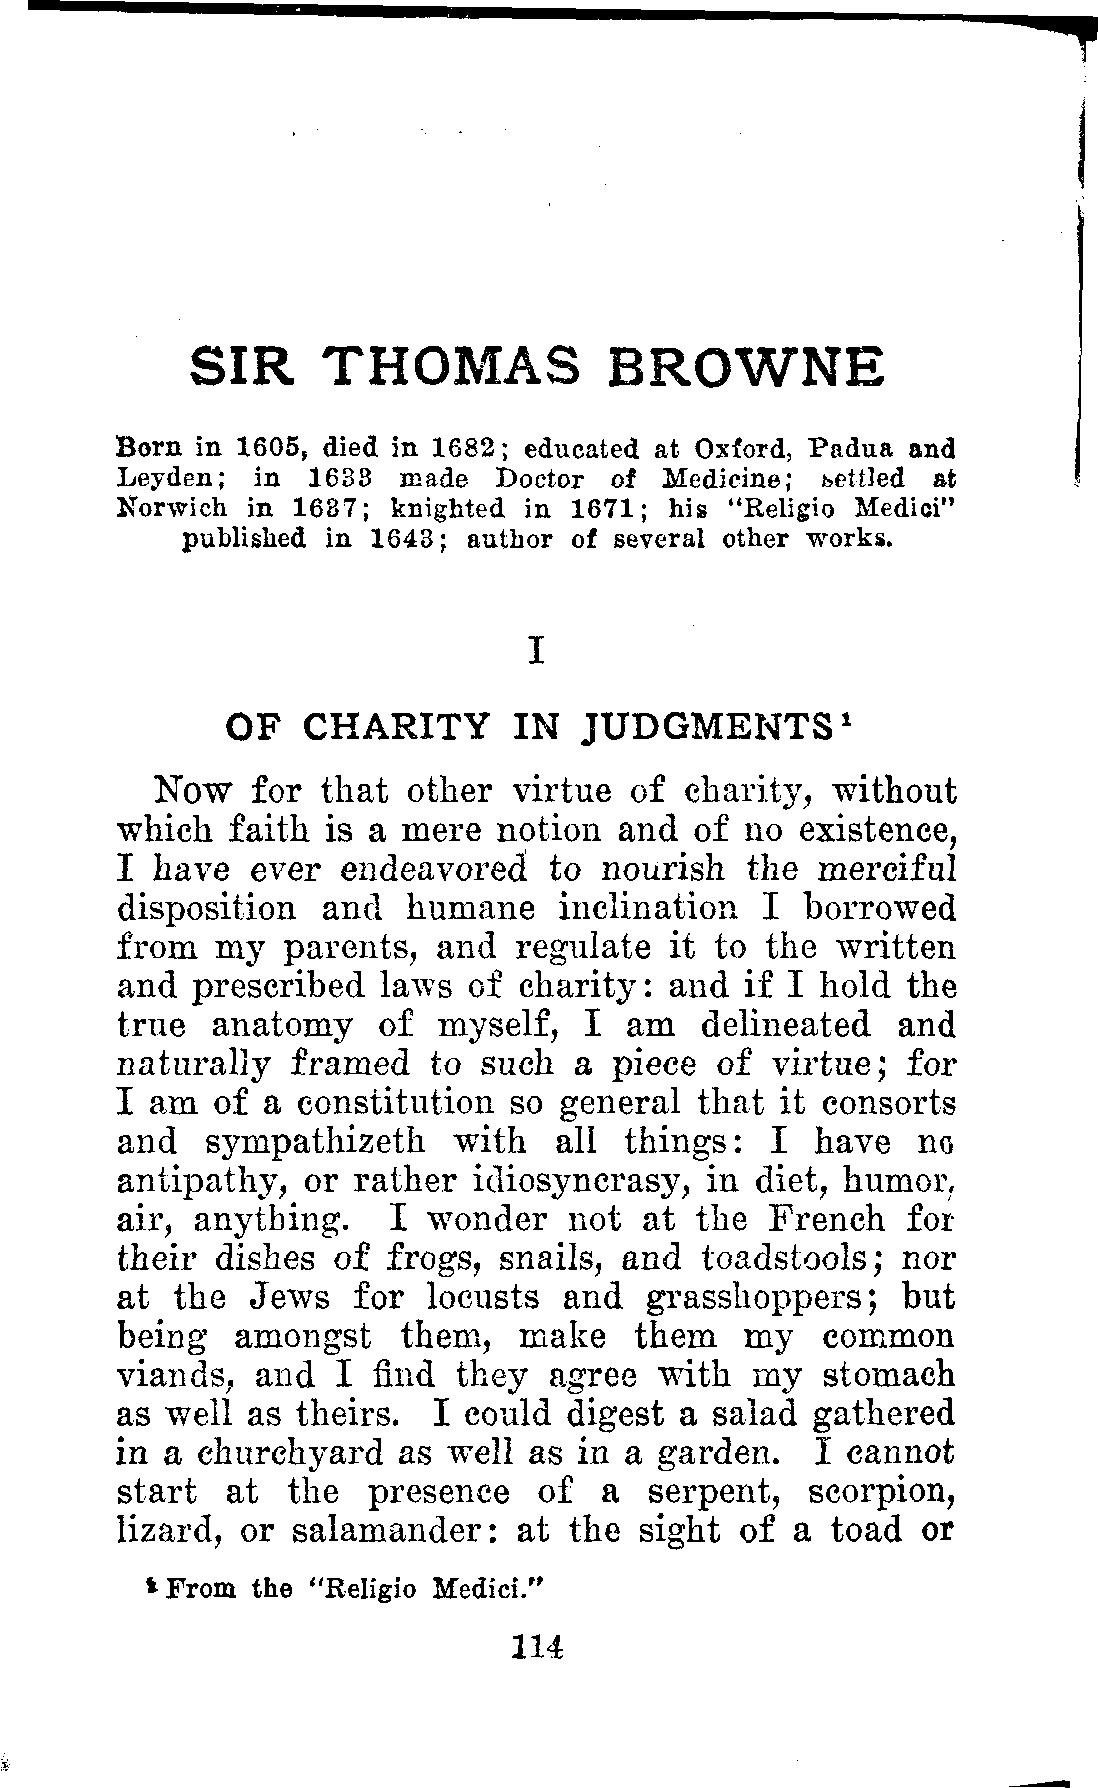 SIR THOMAS BROWNE
Born in 1605, died in 1682; educated at Oxford, Padua and
Leyden; in 1633 made Doctor of Medicine; settled at
Norwich in 1637; knighted in 1671; his "Religio Medici"
published in 1643; author of several other works.
I
OF CHARITY IN JUDGMENTS¹
Now for that other virtue of charity, without
which faith is a mere notion and of no existence,
I have ever endeavored to nourish the merciful
disposition and humane inclination I borrowed
from my parents, and regulate it to the written
and prescribed laws of charity: and if I hold the
true anatomy of myself, I am delineated and
naturally framed to such a piece of virtue; for
I am of a constitution so general that it consorts
and sympathizeth with all things: I have no
antipathy, or rather idiosyncrasy, in diet, humor,
air, anything. I wonder not at the French for
their dishes of frogs, snails, and toadstools; nor
at the Jews for locusts and grasshoppers; but
being amongst them, make them my common
viands, and I find they agree with my stomach
as well as theirs. I could digest a salad gathered
in a churchyard as well as in a garden. I cannot
start at the presence of a serpent, scorpion,
lizard, or salamander: at the sight of a toad or
¹ From the "Religio Medici."
114